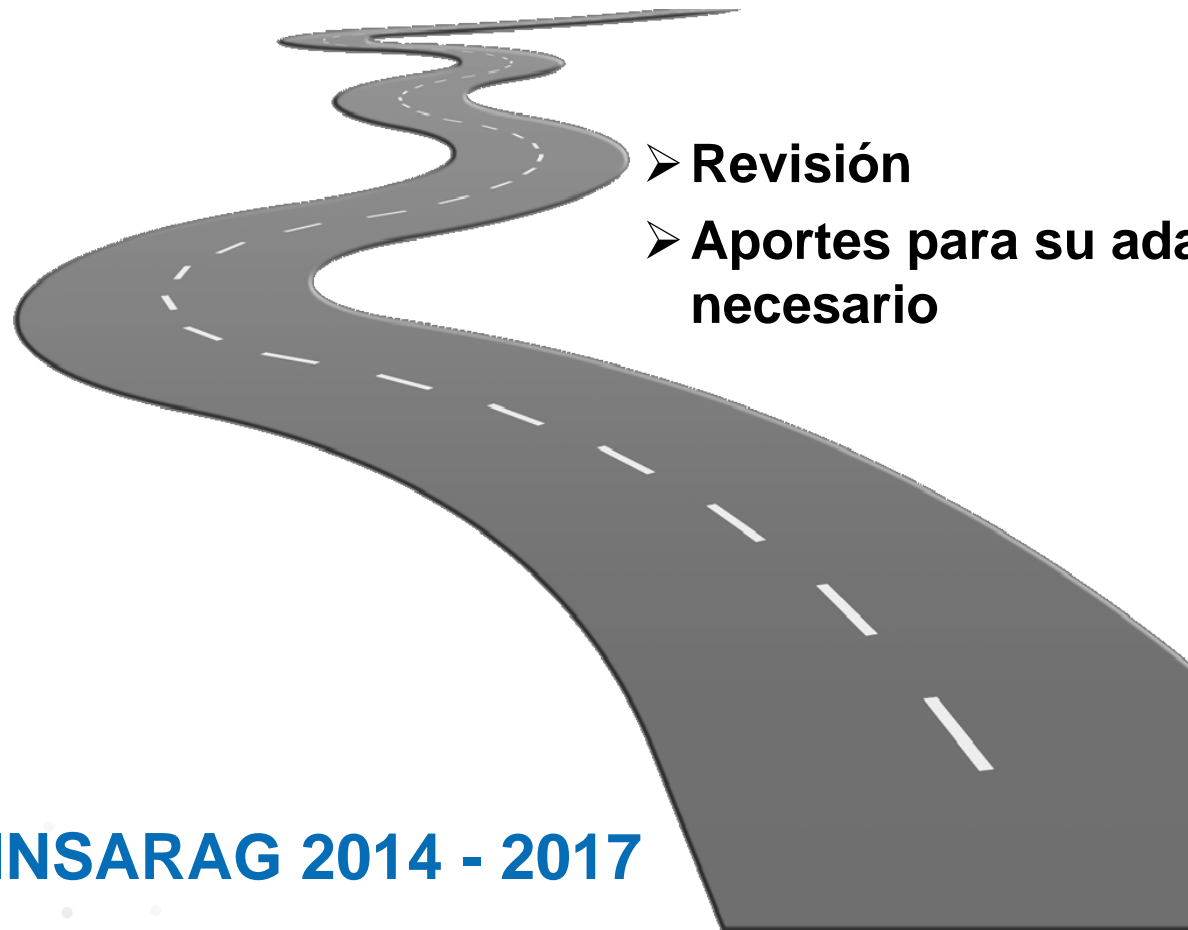 ➢ Revisión
➢ Aportes para su ada
necesario
INSARAG 2014 - 2017